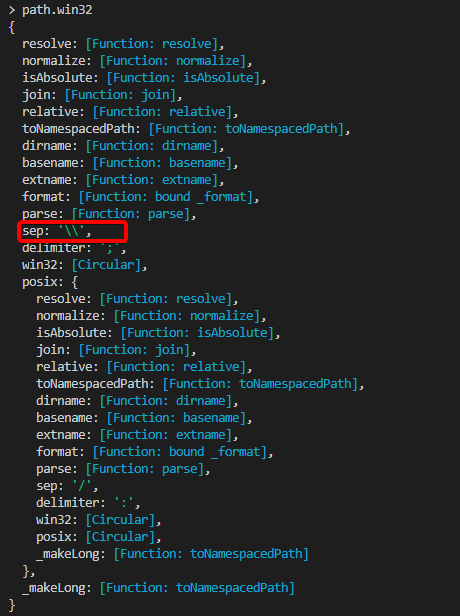 > path.win32
{
  resolve: [Function: resolve],
  normalize: [Function: normalize],
  isAbsolute: [Function: isAbsolute],
  join: [Function: join],
  relative: [Function: relative],
  toNamespacedPath: [Function: toNamespacedPath],
  dirname: [Function: dirname],
  basename: [Function: basename],
  extname: [Function: extname],
  format: [Function: bound _format],
  parse: [Function: parse],
  sep: '\\',
  delimiter: ';',
  win32: [Circular],
  posix: {
    resolve: [Function: resolve],
    normalize: [Function: normalize],
    isAbsolute: [Function: isAbsolute],
    join: [Function: join],
    relative: [Function: relative],
    toNamespacedPath: [Function: toNamespacedPath],
    dirname: [Function: dirname],
    basename: [Function: basename],
    extname: [Function: extname],
    format: [Function: bound _format],
    parse: [Function: parse],
    sep: '/',
    delimiter: ':',
    win32: [Circular],
    posix: [Circular],
    _makeLong: [Function: toNamespacedPath]
  },
  _makeLong: [Function: toNamespacedPath]
}